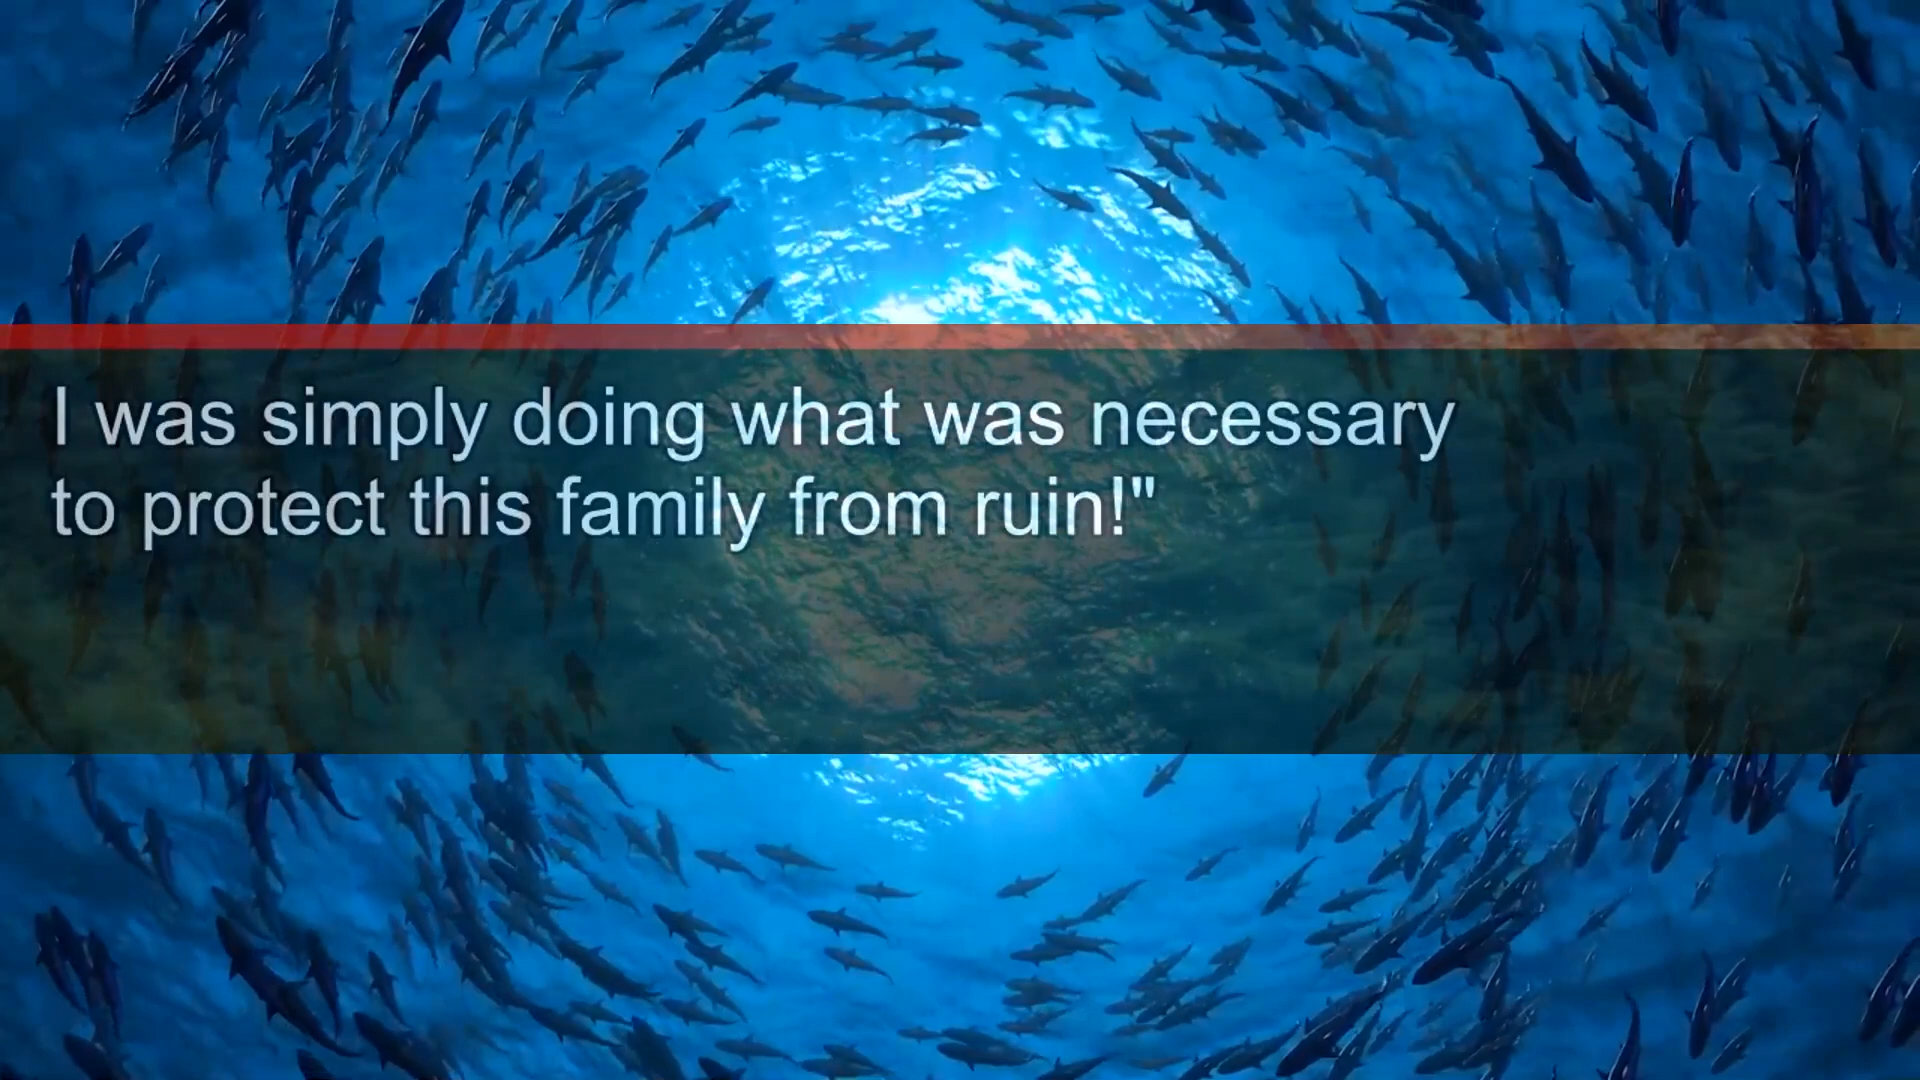 I was simply doing what was necessary
to protect this family from ruin!"